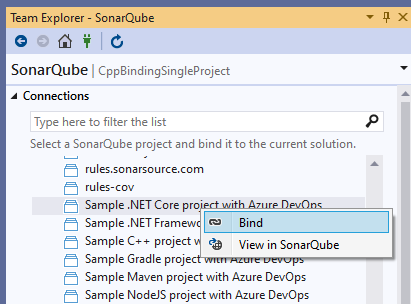 Team Explorer - SonarQube
SonarQube | CppBindingSingleProject
Connections
Type here to filter the list
Select a SonarQube project and bind it to the current solution.
rules.sonarsource.com
rules-cov
Sample .NET Core project with Azure DevOps
Sample .NET Framew
Bind
Sample C++ project w
View in SonarQube
Sample Gradle project with Azure DevOps
Sample Maven project with Azure DevOps
Sample NodeJS project with Azure DevOps